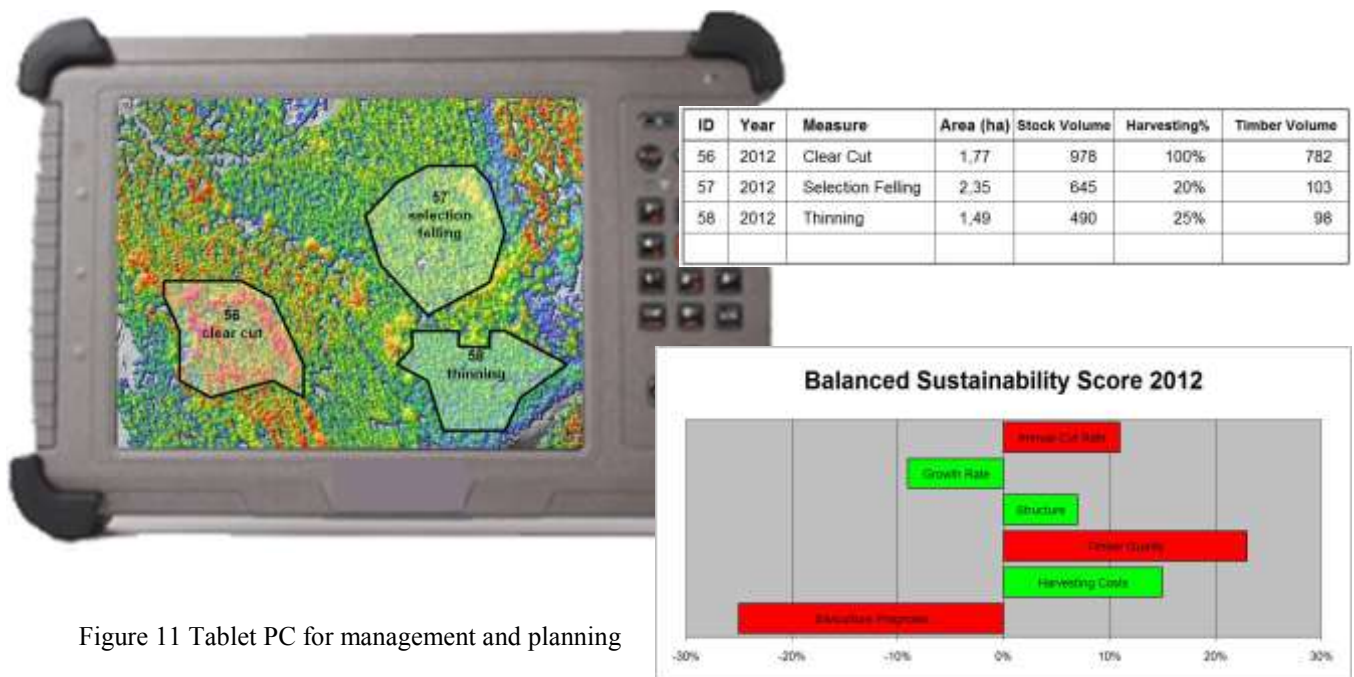 57
selection
felling
56
clear cut
58
thinning
ID Year Measure Area (ha) Stock Volume Harvesting% Timber Volume
56 2012 Clear Cut 1,77 978 100% 782
57 2012 Selection Felling 2,35 645 20% 103
58 2012 Thinning 1,49 490 25% 98
Balanced Sustainability Score 2012
Annual Cut Rate
Growth Rate
Structure
Timber Quality
Harvesting Costs
-30% -20% -10% 0% 10% 20% 30%
Figure 11 Tablet PC for management and planning